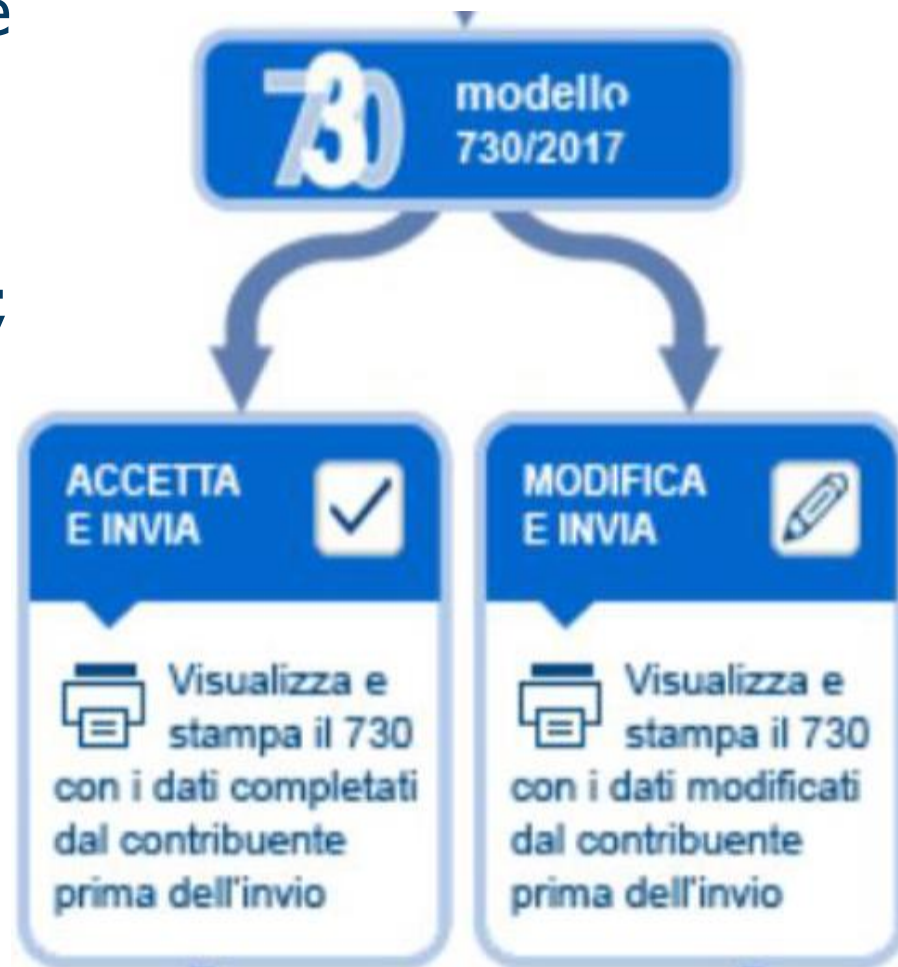 e
;
730 modello
730/2017
ACCETTA
E INVIA
Visualizza e
stampa il 730
con i dati completati
dal contribuente
prima dell'invio
MODIFICA
E INVIA
Visualizza e
stampa il 730
con i dati modificati
dal contribuente
prima dell'invio